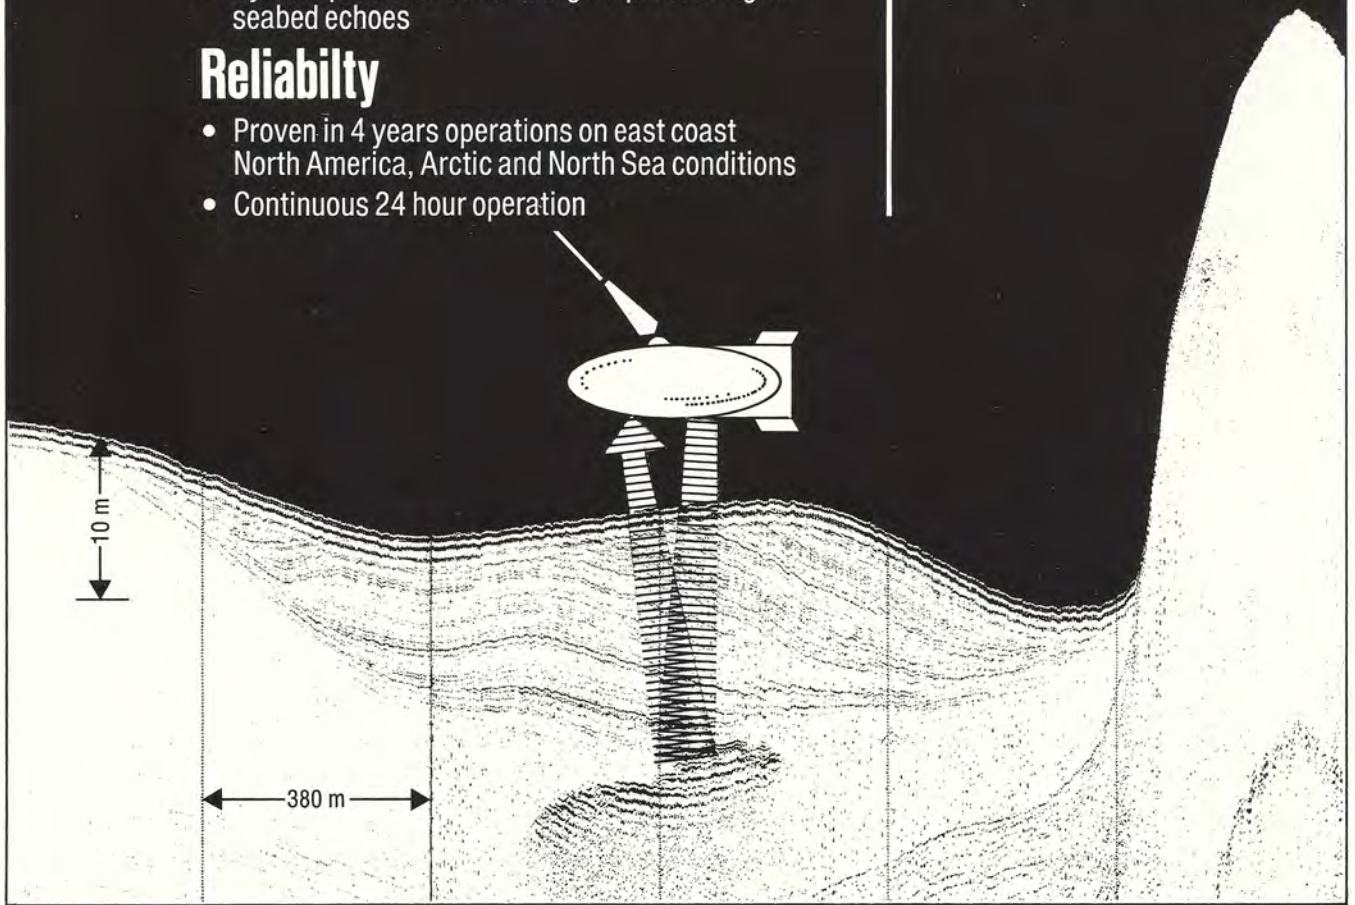 seabed echoes
Reliabilty
• Proven in 4 years operations on east coast
North America, Arctic and North Sea conditions
• Continuous 24 hour operation
10 m
380 m